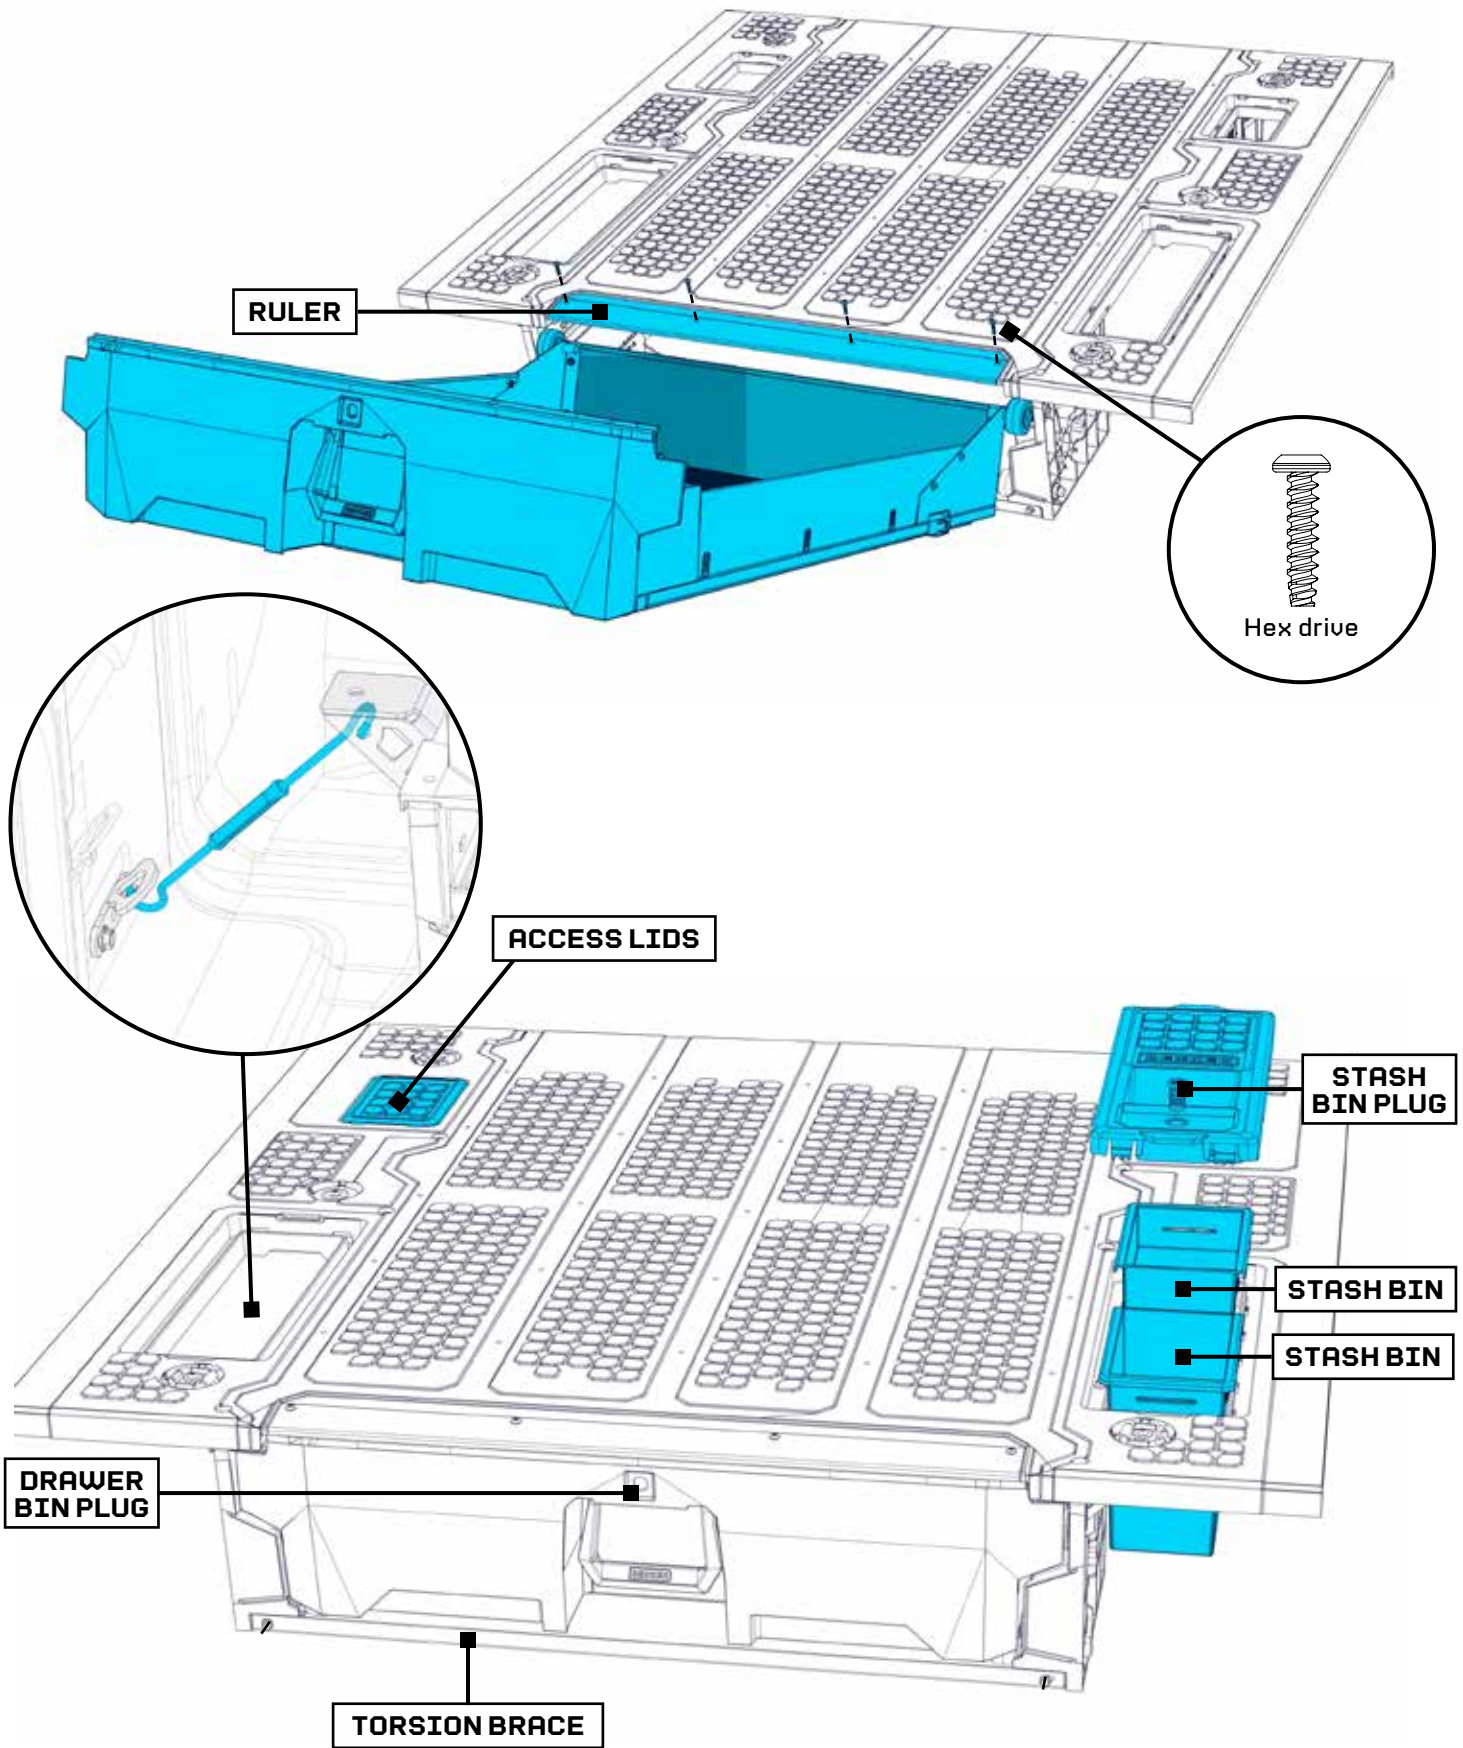 RULER
Hex drive
ACCESS LIDS
STASH
BIN PLUG
STASH BIN
STASH BIN
DRAWER
BIN PLUG
TORSION BRACE